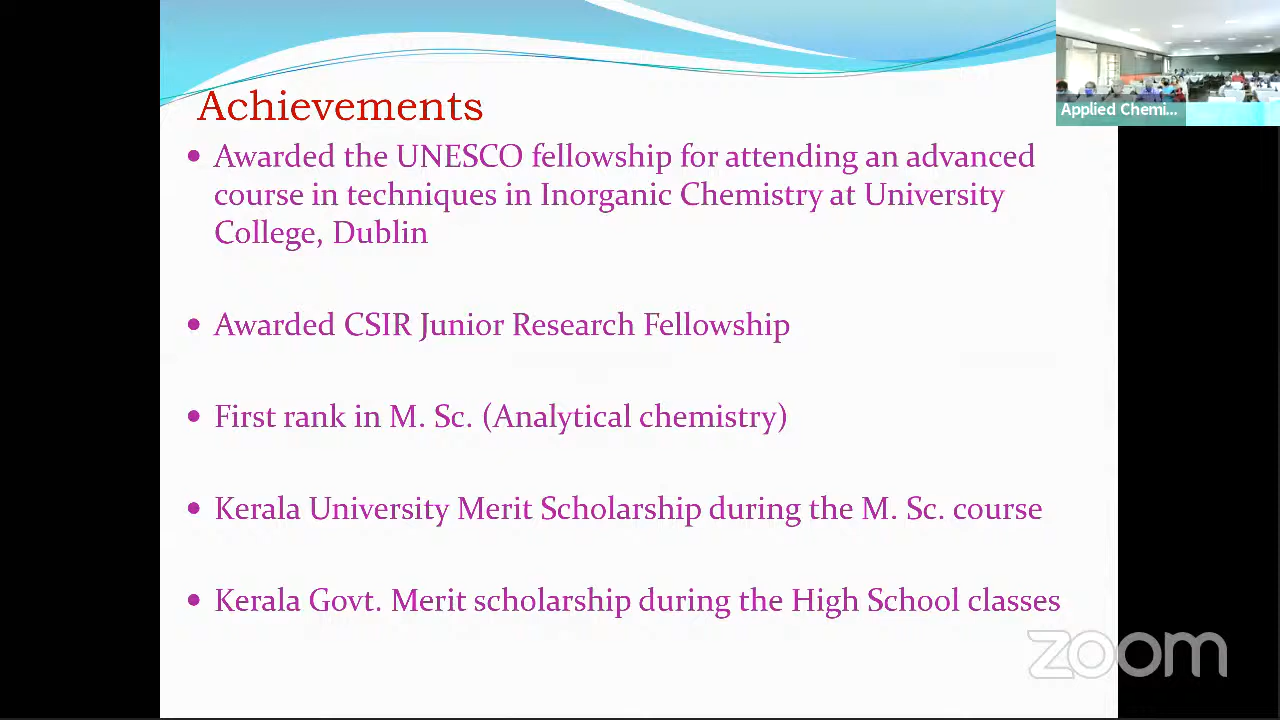 Applied Chemi...
Achievements
• Awarded the UNESCO fellowship for attending an advanced
course in techniques in Inorganic Chemistry at University
College, Dublin
• Awarded CSIR Junior Research Fellowship
• First rank in M. Sc. (Analytical chemistry)
• Kerala University Merit Scholarship during the M. Sc. course
• Kerala Govt. Merit scholarship during the High School classes
zoom